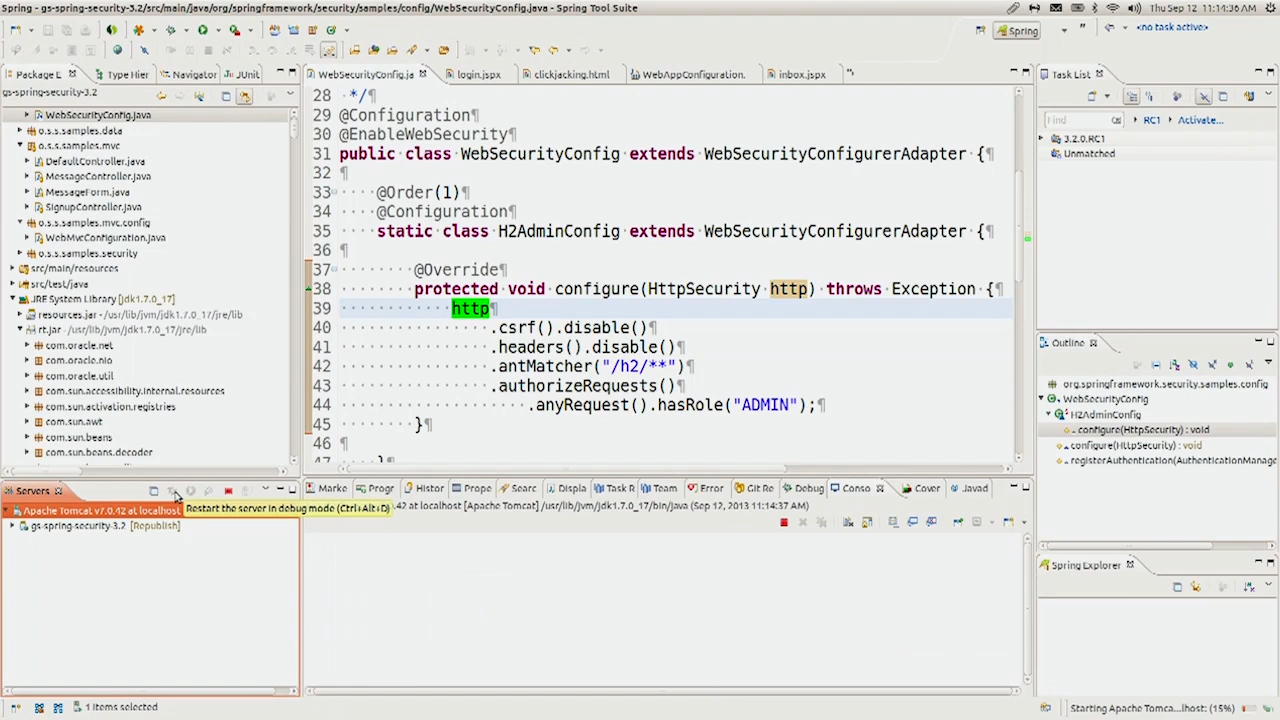 Spring - gs-spring-security-3.2/src/main/java/org/springframework/security/samples/config/WebSecurityConfig.java - Spring Tool Suite
Thu Sep 12, 11:14:36 AM
Spring
<no task active>
Package E
Type Hier
Navigator
JUnit
gs-spring-security-3.2
WebSecurityConfig.java
o.s.s.samples.data
o.s.s.samples.mvc
DefaultController.java
MessageController.java
MessageForm.java
SignupController.java
o.s.s.samples.mvc.config
WebMvcConfiguration.java
o.s.s.samples.security
src/main/resources
src/test/java
JRE System Library [jdk1.7.0_17]
resources.jar - /usr/lib/jvm/jdk1.7.0_17/jre/lib
rt.jar - /usr/lib/jvm/jdk1.7.0_17/jre/lib
com.oracle.net
com.oracle.nio
com.oracle.util
com.sun.accessibility.internal.resources
com.sun.activation.registries
com.sun.awt
com.sun.beans
com.sun.beans.decoder
WebSecurityConfig.ja
login.jspx
clickjacking.html
WebAppConfiguration.
inbox.jspx
28 */¶
29 @Configuration¶
30 @EnableWebSecurity¶
31 public·class·WebSecurityConfig·extends·WebSecurityConfigurerAdapter·{¶
32 ¶
33 ····@Order(1)¶
34 ····@Configuration¶
35 ····static·class·H2AdminConfig·extends·WebSecurityConfigurerAdapter·{¶
36 ¶
37 ········@Override¶
38 ········protected·void·configure(HttpSecurity·http)·throws·Exception·{¶
39 ············http¶
40 ················.csrf().disable()¶
41 ················.headers().disable()¶
42 ················.antMatcher("/h2/**")¶
43 ················.authorizeRequests()¶
44 ····················.anyRequest().hasRole("ADMIN");¶
45 ········}¶
46 ¶
47 ····}¶
Task List
Find
RC1
Activate...
3.2.0.RC1
Unmatched
Outline
org.springframework.security.samples.config
WebSecurityConfig
H2AdminConfig
configure(HttpSecurity) : void
configure(HttpSecurity) : void
registerAuthentication(AuthenticationManage
Spring Explorer
Servers
Apache Tomcat v7.0.42 at localhost
Restart the server in debug mode (Ctrl+Alt+D)
gs-spring-security-3.2 [Republish]
Marke
Progr
Histor
Prope
Searc
Displa
Task R
Team
Error
Git Re
Debug
Conso
Cover
Javad
.42 at localhost [Apache Tomcat] /usr/lib/jvm/jdk1.7.0_17/bin/java (Sep 12, 2013 11:14:37 AM)
1 items selected
Starting Apache Tomca...lhost: (15%)